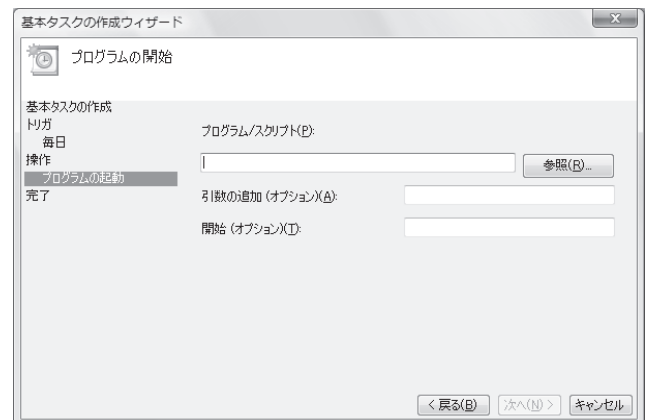 基本タスクの作成ウィザード
X
プログラムの開始
基本タスクの作成
トリガ
毎日
操作
プログラムの起動
完了
プログラム/スクリプト(P):
参照(R)...
引数の追加 (オプション)(A):
開始 (オプション)(T):
< 戻る(B)
次へ(N) >
キャンセル